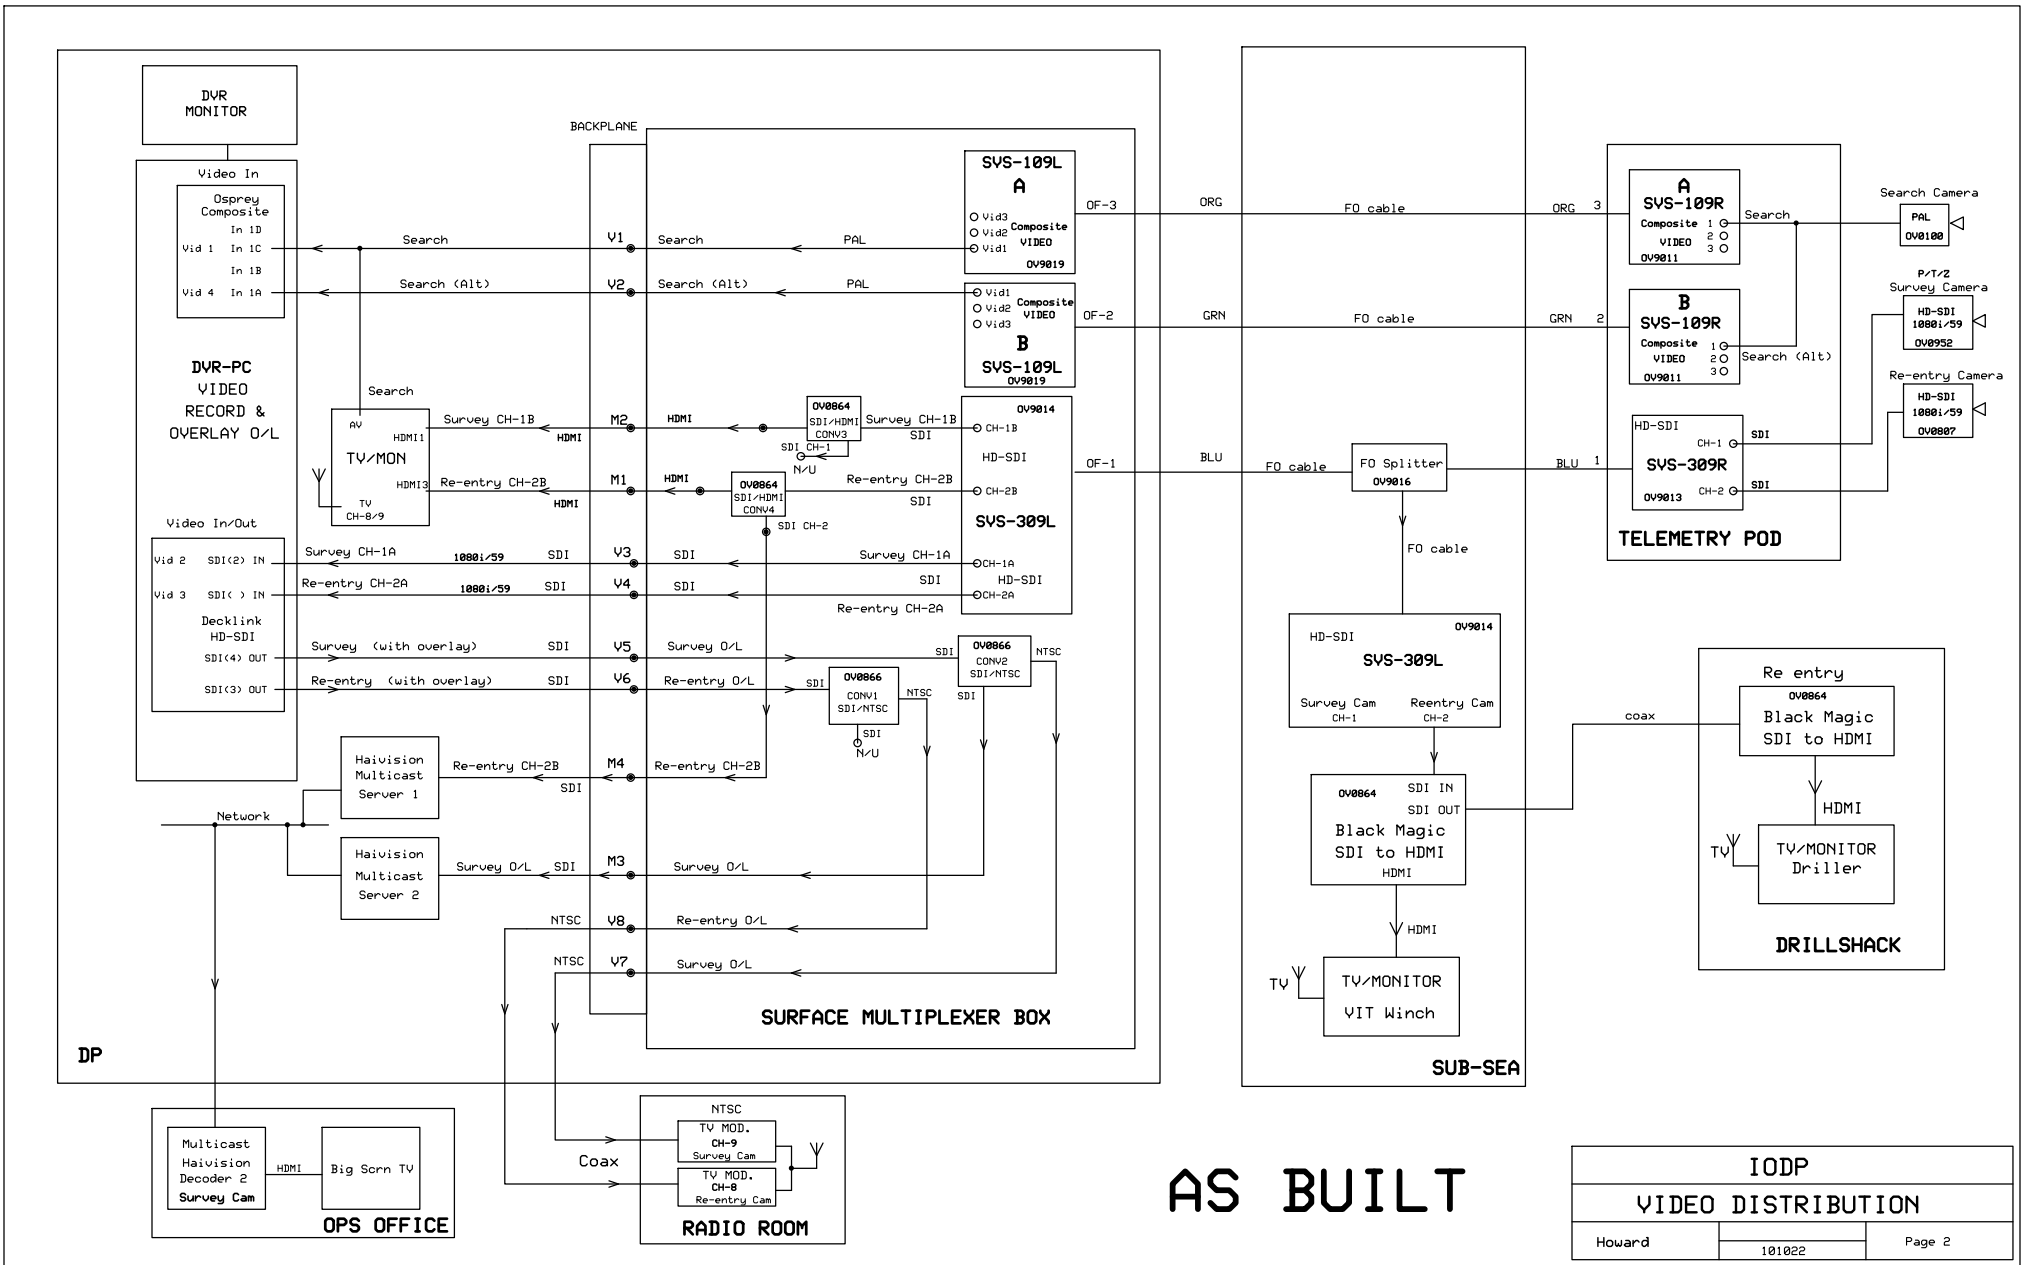 DVR
MONITOR
Video In
Osprey
Composite
In 1D
Vid 1 In 1C
In 1B
Vid 4 In 1A
DVR-PC
VIDEO
RECORD &
OVERLAY O/L
Video In/Out
Vid 2 SDI(2) IN
Vid 3 SDI( ) IN
Decklink
HD-SDI
SDI(4) OUT
SDI(3) OUT
Search
Search (Alt)
Search
AV
HDMI1
TV/MON
HDMI3
TV
CH-8/9
Survey CH-1B
HDMI
Re-entry CH-2B
HDMI
Survey CH-1A
1080i/59
SDI
Re-entry CH-2A
1080i/59
SDI
Survey (with overlay)
SDI
Re-entry (with overlay)
SDI
Haivision
Multicast
Server 1
Re-entry CH-2B
SDI
Network
Haivision
Multicast
Server 2
Survey O/L
SDI
NTSC
NTSC
DP
BACKPLANE
V1
V2
M2
M1
V3
V4
V5
V6
M4
M3
V8
V7
Search
PAL
Search (Alt)
PAL
HDMI
HDMI
SDI
SDI
Survey O/L
Re-entry O/L
Re-entry CH-2B
Survey O/L
Re-entry O/L
Survey O/L
OV0864
SDI/HDMI
CONV3
SDI CH-1
N/U
Survey CH-1B
SDI
OV0864
SDI/HDMI
CONV4
SDI CH-2
Re-entry CH-2B
SDI
Survey CH-1A
SDI
Re-entry CH-2A
SVS-109L
A
Vid3
Vid2
Vid1
Composite
VIDEO
OV9019
Vid1
Vid2
Vid3
Composite
VIDEO
B
SVS-109L
OV9019
OV9014
CH-1B
HD-SDI
CH-2B
SVS-309L
CH-1A
HD-SDI
CH-2A
SDI
OV0866
CONV2
SDI/NTSC
NTSC
SDI
SDI
OV0866
CONV1
SDI/NTSC
NTSC
SDI
N/U
SURFACE MULTIPLEXER BOX
OF-3
ORG
FO cable
ORG
3
OF-2
GRN
FO cable
GRN
2
OF-1
BLU
FO cable
FO Splitter
OV9016
BLU
1
FO cable
HD-SDI
OV9014
SVS-309L
Survey Cam
CH-1
Reentry Cam
CH-2
OV0864
SDI IN
SDI OUT
Black Magic
SDI to HDMI
HDMI
HDMI
TV
TV/MONITOR
VIT Winch
SUB-SEA
A
SVS-109R
Composite
VIDEO
1
2
3
OV9011
Search
B
SVS-109R
Composite
VIDEO
1
2
3
OV9011
Search (Alt)
HD-SDI
CH-1
SVS-309R
CH-2
OV9013
SDI
SDI
TELEMETRY POD
Search Camera
PAL
OV0100
P/T/Z
Survey Camera
HD-SDI
1080i/59
OV0952
Re-entry Camera
HD-SDI
1080i/59
OV0807
coax
Re entry
OV0864
Black Magic
SDI to HDMI
HDMI
TV
TV/MONITOR
Driller
DRILLSHACK
Multicast
Haivision
Decoder 2
Survey Cam
HDMI
Big Scrn TV
OPS OFFICE
Coax
NTSC
TV MOD.
CH-9
Survey Cam
TV MOD.
CH-8
Re-entry Cam
RADIO ROOM
AS BUILT
IODP
VIDEO DISTRIBUTION
Howard
101022
Page 2